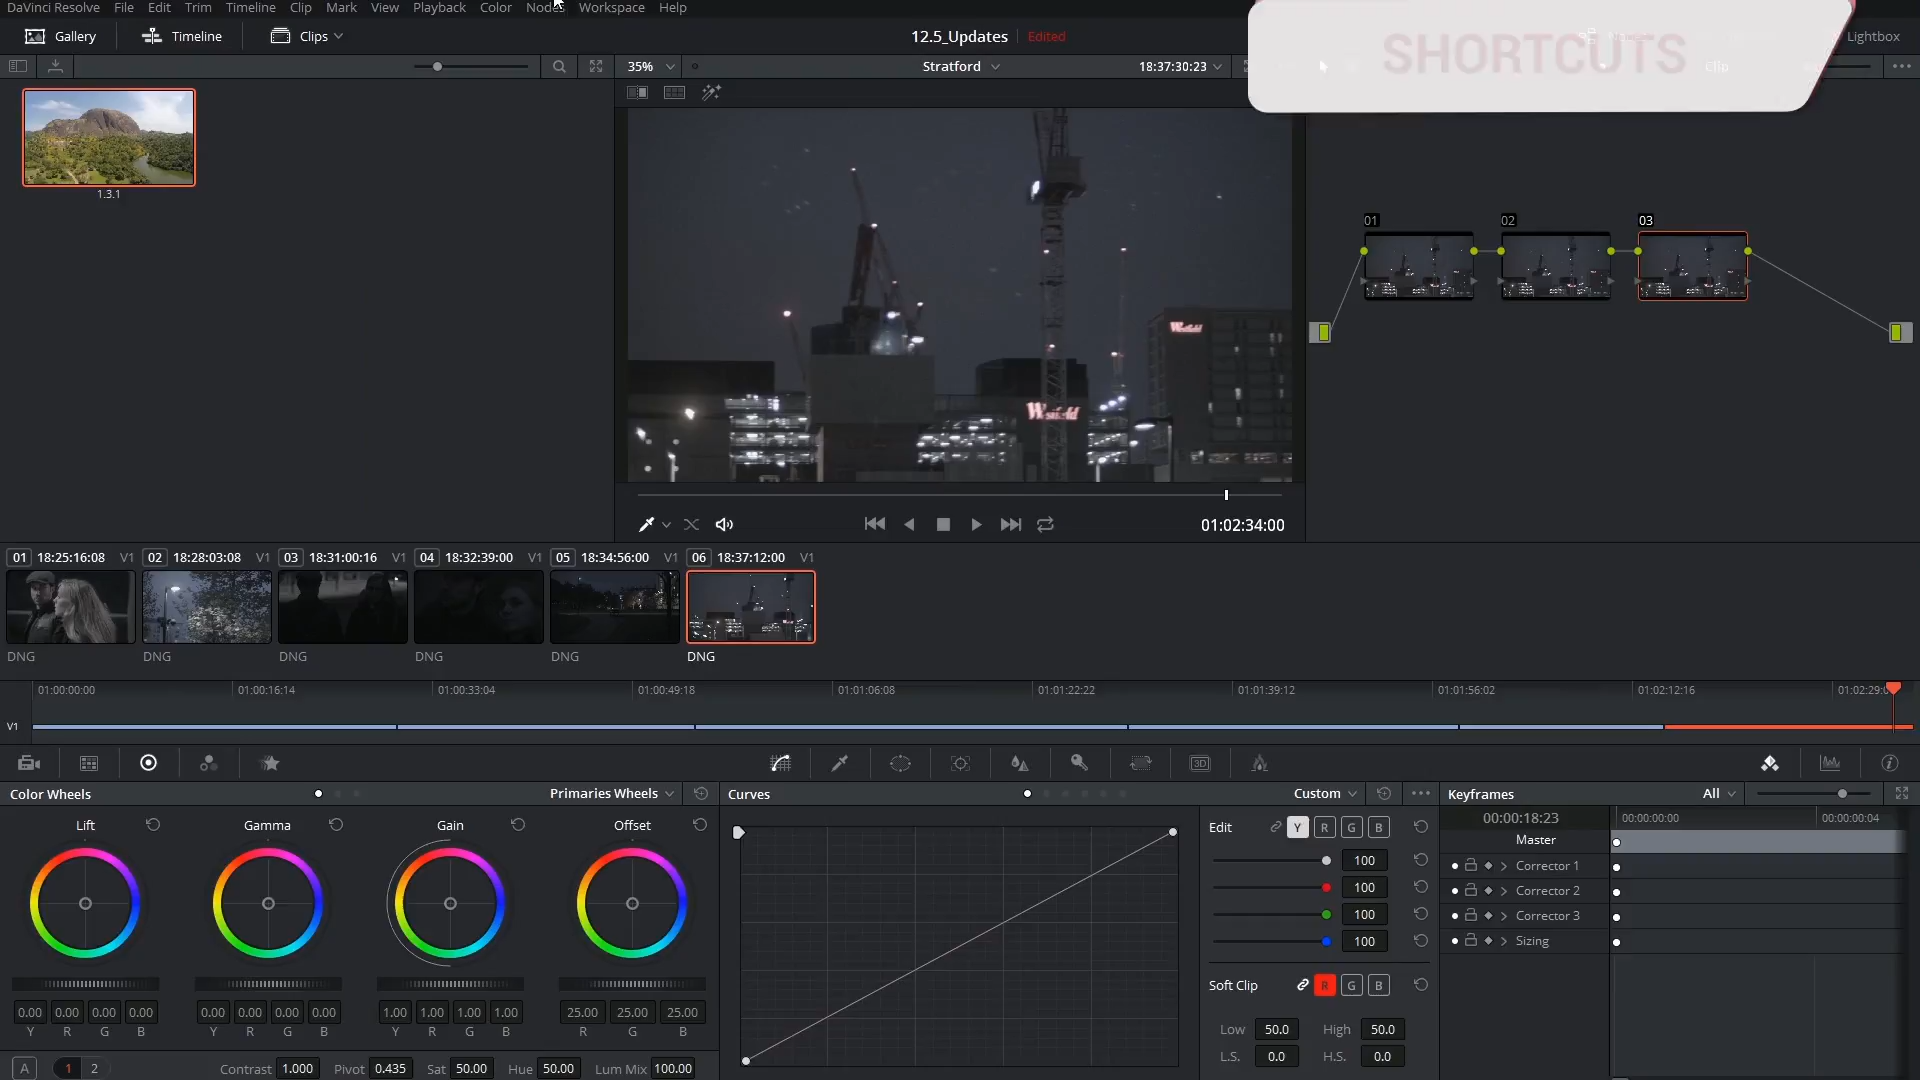 DaVinci Resolve File Edit Trim Timeline Clip Mark View Playback Color Nodes Workspace Help
Gallery Timeline Clips 12.5_Updates Edited SHORTCUTS Lightbox
35% Stratford 18:37:30:23 Clip
1.3.1
01 02 03
Westfield
Westfield
01:02:34:00
01 18:25:16:08 V1 02 18:28:03:08 V1 03 18:31:00:16 V1 04 18:32:39:00 V1 05 18:34:56:00 V1 06 18:37:12:00 V1
DNG DNG DNG DNG DNG DNG
01:00:00:00 01:00:16:14 01:00:33:04 01:00:49:18 01:01:06:08 01:01:22:22 01:01:39:12 01:01:56:02 01:02:12:16
V1
3D
Color Wheels Primaries Wheels Curves Custom Keyframes All
Lift Gamma Gain Offset Edit Y R G B 00:00:18:23 00:00:00:00 00:00:00:04
Master
100 Corrector 1
100 Corrector 2
100 Corrector 3
100 Sizing
Soft Clip R G B
0.00 0.00 0.00 0.00 0.00 0.00 0.00 0.00 1.00 1.00 1.00 1.00 25.00 25.00 25.00
Y R G B Y R G B Y R G B R G B
Low 50.0 High 50.0
L.S. 0.0 H.S. 0.0
A 1 2 Contrast 1.000 Pivot 0.435 Sat 50.00 Hue 50.00 Lum Mix 100.00